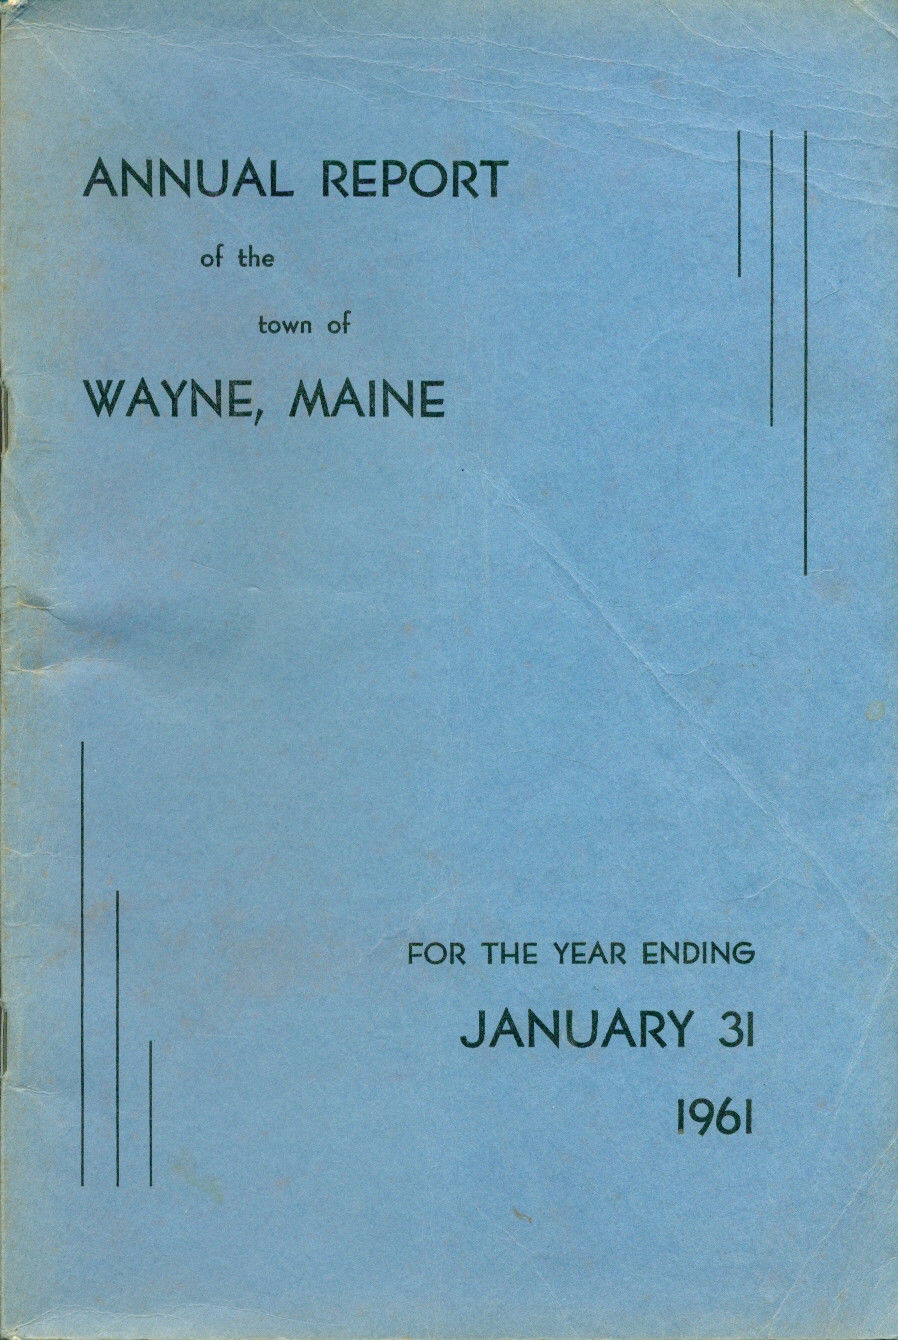 ANNUAL REPORT
of the
town of
WAYNE, MAINE
FOR THE YEAR ENDING
JANUARY 31
1961